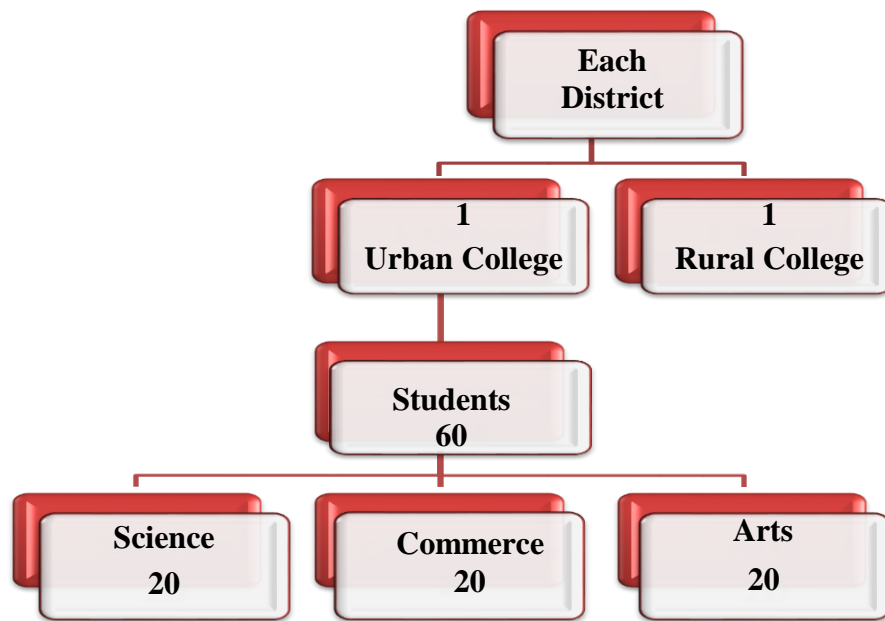 Each
District
1
Urban College
1
Rural College
Students
60
Science
20
Commerce
20
Arts
20